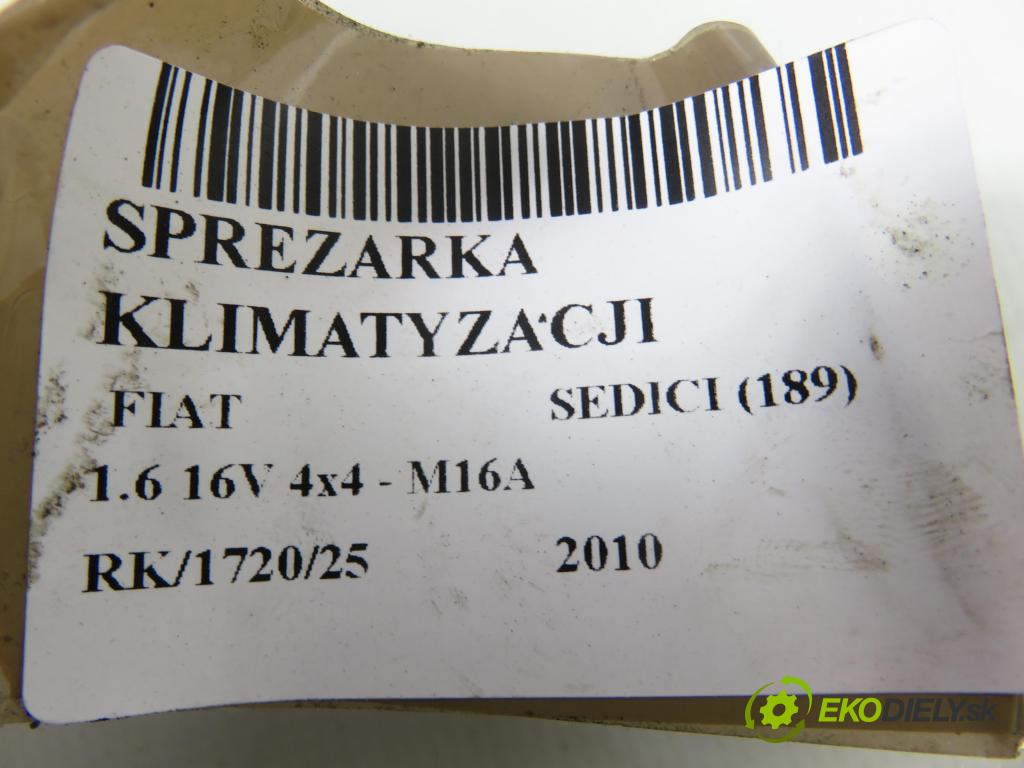 SPREZARKA
KLIMATYZACJI
FIAT SEDICI (189)
1.6 16V 4x4 - M16A
RK/1720/25 2010
EKODIELY.sk